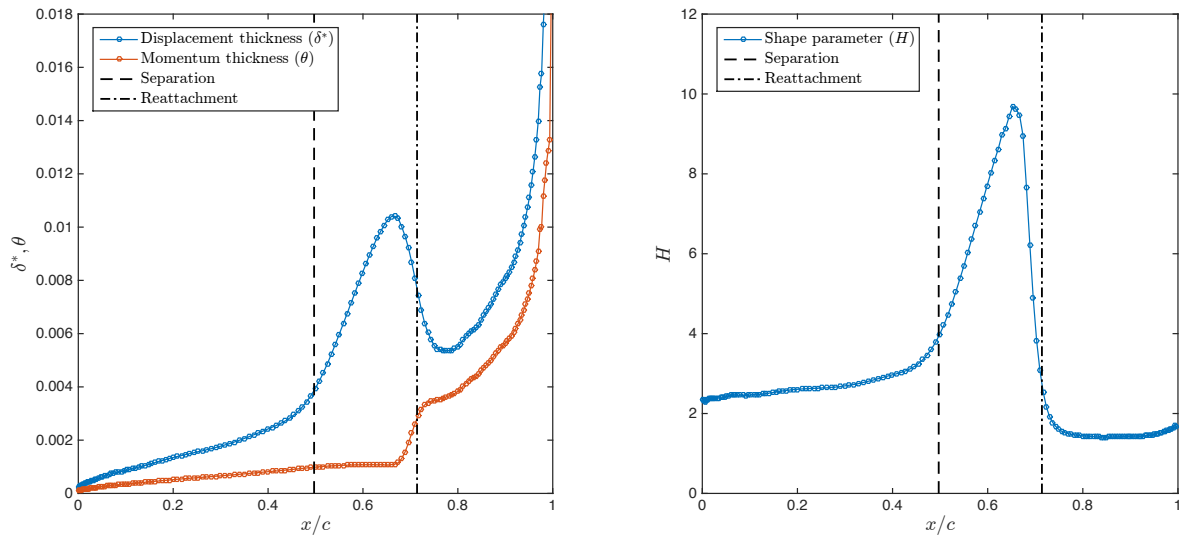 0.018
0.016
0.014
0.012
0.01
0.008
0.006
0.004
0.002
0
δ*, θ
Displacement thickness (δ*)
Momentum thickness (θ)
Separation
Reattachment
0 0.2 0.4 0.6 0.8 1
x/c
12
10
8
6
4
2
0
H
Shape parameter (H)
Separation
Reattachment
0 0.2 0.4 0.6 0.8 1
x/c